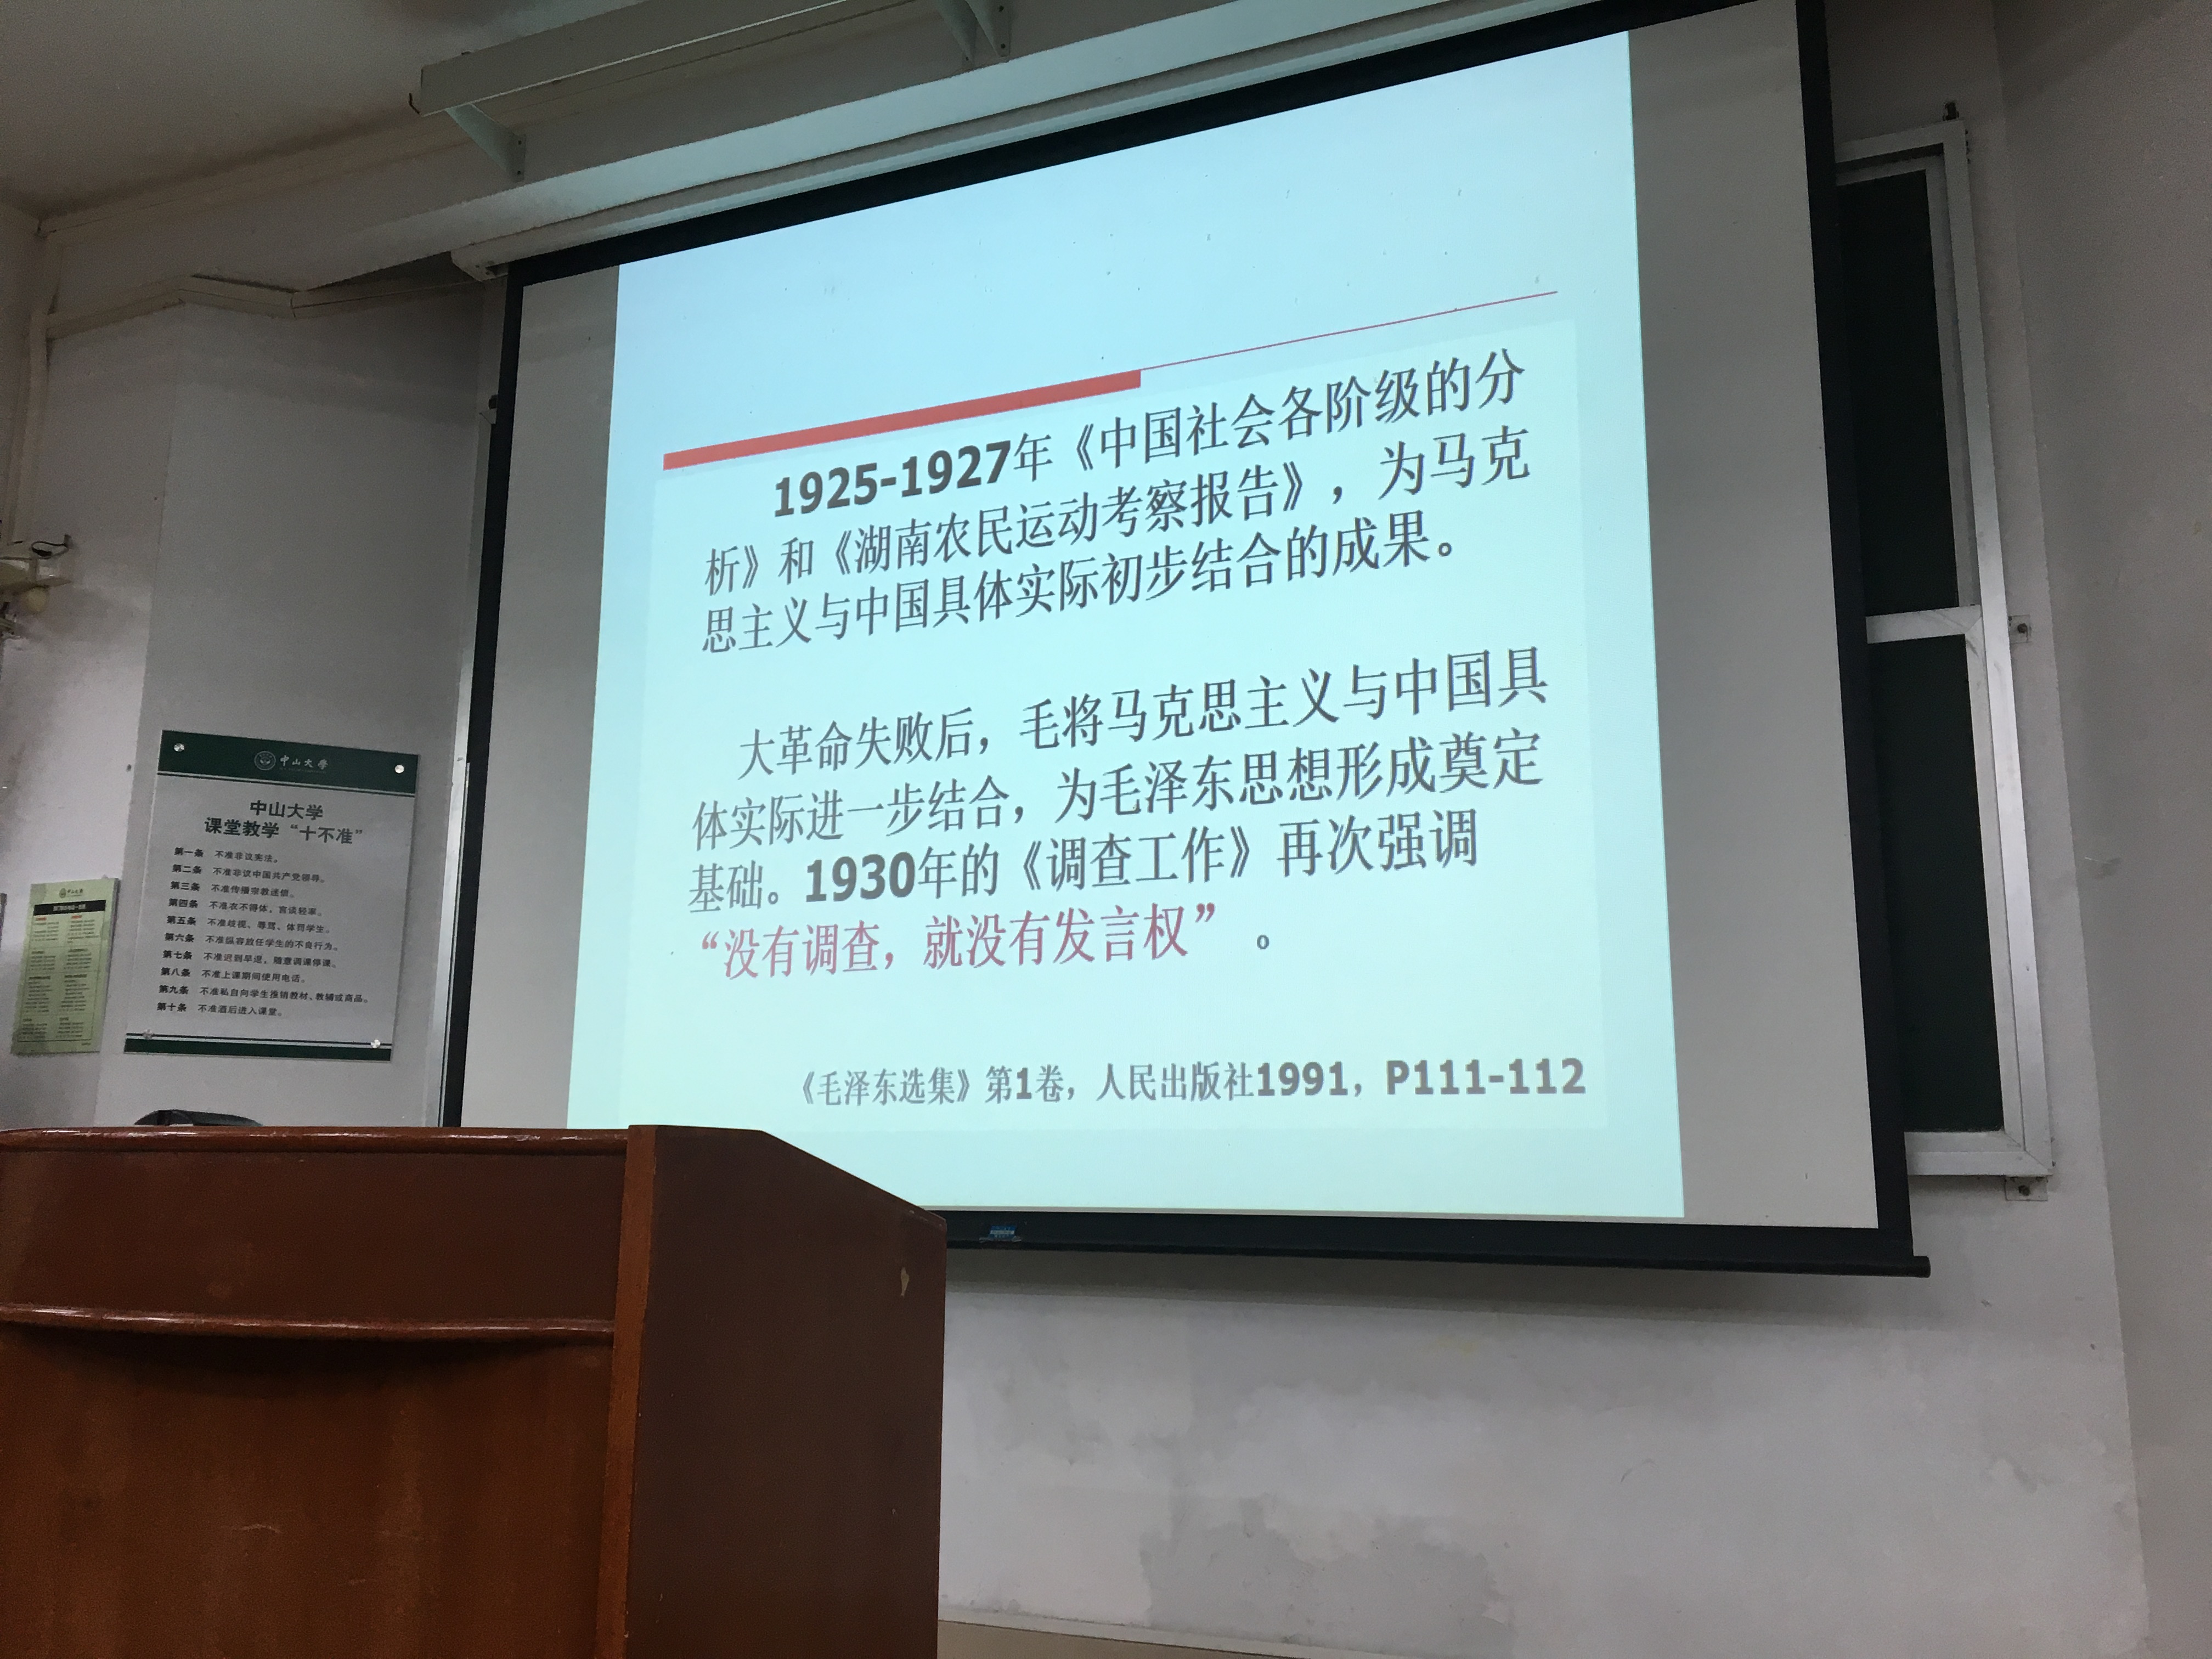 1925-1927年《中国社会各阶级的分
析》和《湖南农民运动考察报告》，为马克
思主义与中国具体实际初步结合的成果。
大革命失败后，毛将马克思主义与中国具
体实际进一步结合，为毛泽东思想形成奠定
基础。1930年的《调查工作》再次强调
“没有调查，就没有发言权”。
《毛泽东选集》第1卷，人民出版社1991，P111-112
中山大学
中山大学
课堂教学“十不准”
第一条 不准非议宪法。
第二条 不准非议中国共产党领导。
第三条 不准传播宗教迷信。
第四条 不准衣不得体，言谈轻率。
第五条 不准歧视、辱骂、体罚学生。
第六条 不准纵容放任学生的不良行为。
第七条 不准迟到早退，随意调课停课。
第八条 不准上课期间使用电话。
第九条 不准私自向学生推销教材、教辅或商品。
第十条 不准酒后进入课堂。
中山大学